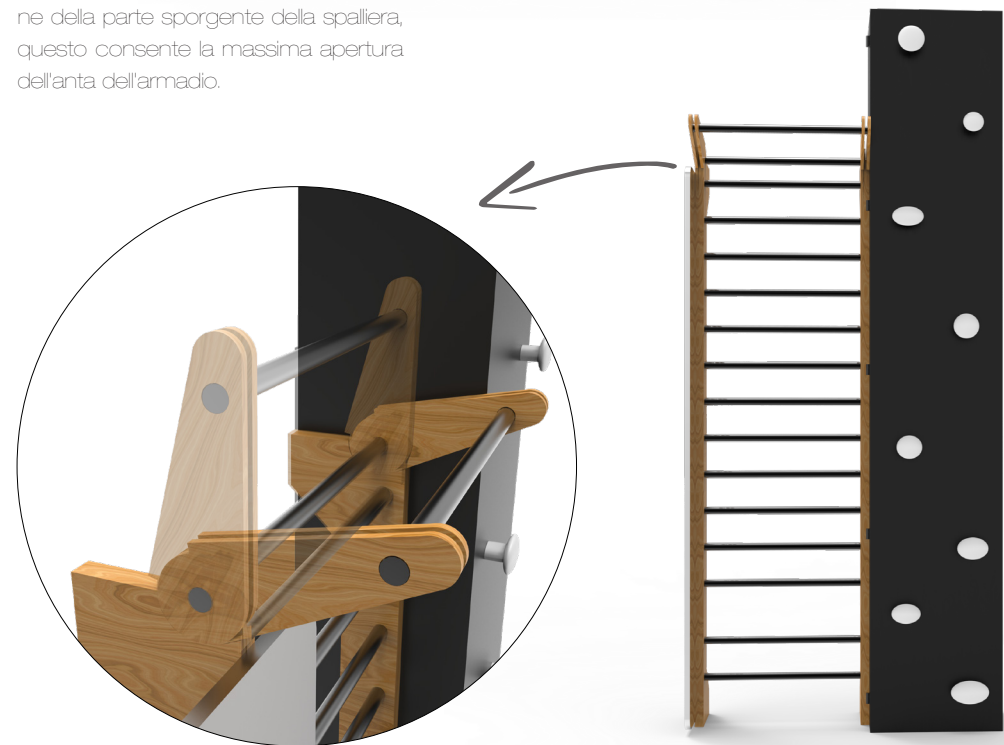 ne della parte sporgente della spalliera,
questo consente la massima apertura
dell'anta dell'armadio.